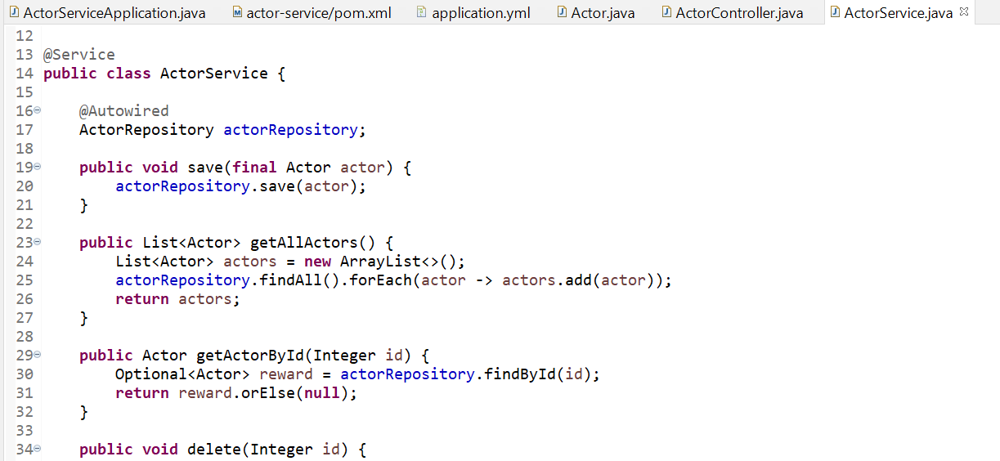 ActorServiceApplication.java actor-service/pom.xml application.yml Actor.java ActorController.java ActorService.java
12
13 @Service
14 public class ActorService {
15
16 @Autowired
17 ActorRepository actorRepository;
18
19 public void save(final Actor actor) {
20 actorRepository.save(actor);
21 }
22
23 public List<Actor> getAllActors() {
24 List<Actor> actors = new ArrayList<>();
25 actorRepository.findAll().forEach(actor -> actors.add(actor));
26 return actors;
27 }
28
29 public Actor getActorById(Integer id) {
30 Optional<Actor> reward = actorRepository.findById(id);
31 return reward.orElse(null);
32 }
33
34 public void delete(Integer id) {